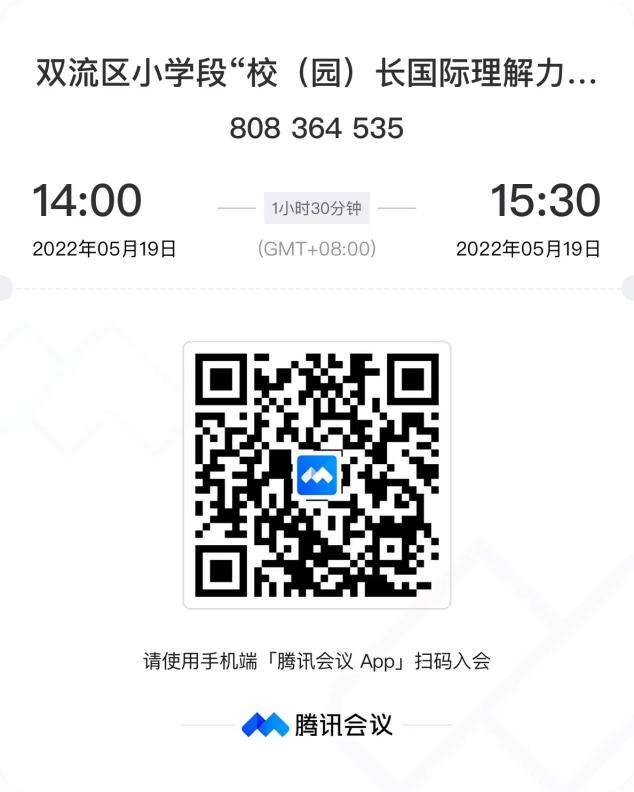 双流区小学段“校（园）长国际理解力...
808 364 535
14:00
1小时30分钟
15:30
2022年05月19日
(GMT+08:00)
2022年05月19日
请使用手机端「腾讯会议 App」扫码入会
腾讯会议